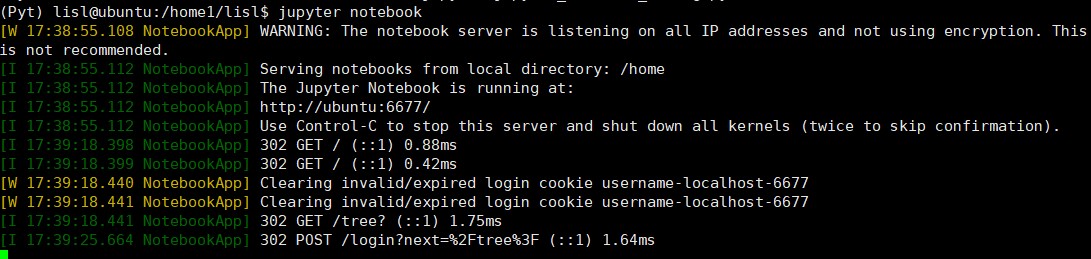 (Pyt) lisl@ubuntu:/home1/lisl$ jupyter notebook
[W 17:38:55.108 NotebookApp] WARNING: The notebook server is listening on all IP addresses and not using encryption. This
is not recommended.
[I 17:38:55.112 NotebookApp] Serving notebooks from local directory: /home
[I 17:38:55.112 NotebookApp] The Jupyter Notebook is running at:
[I 17:38:55.112 NotebookApp] http://ubuntu:6677/
[I 17:38:55.112 NotebookApp] Use Control-C to stop this server and shut down all kernels (twice to skip confirmation).
[I 17:39:18.398 NotebookApp] 302 GET / (::1) 0.88ms
[I 17:39:18.399 NotebookApp] 302 GET / (::1) 0.42ms
[W 17:39:18.440 NotebookApp] Clearing invalid/expired login cookie username-localhost-6677
[W 17:39:18.441 NotebookApp] Clearing invalid/expired login cookie username-localhost-6677
[I 17:39:18.441 NotebookApp] 302 GET /tree? (::1) 1.75ms
[I 17:39:25.664 NotebookApp] 302 POST /login?next=%2Ftree%3F (::1) 1.64ms